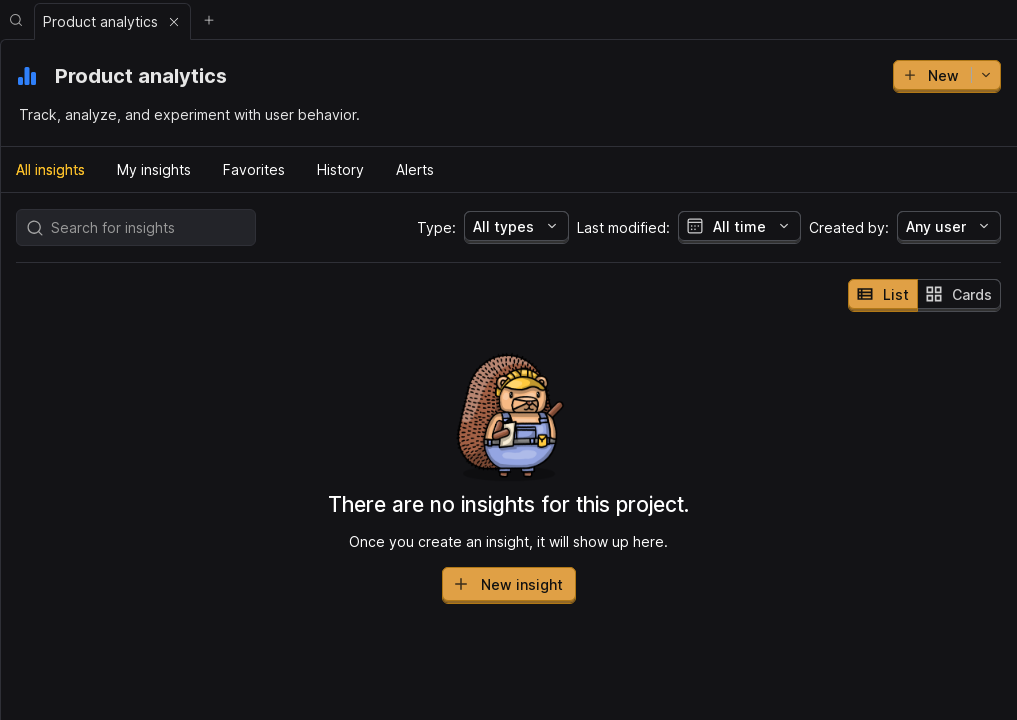 Product analytics
Product analytics
New
Track, analyze, and experiment with user behavior.
All insights My insights Favorites History Alerts
Search for insights Type: All types Last modified: All time Created by: Any user
List Cards
There are no insights for this project.
Once you create an insight, it will show up here.
New insight